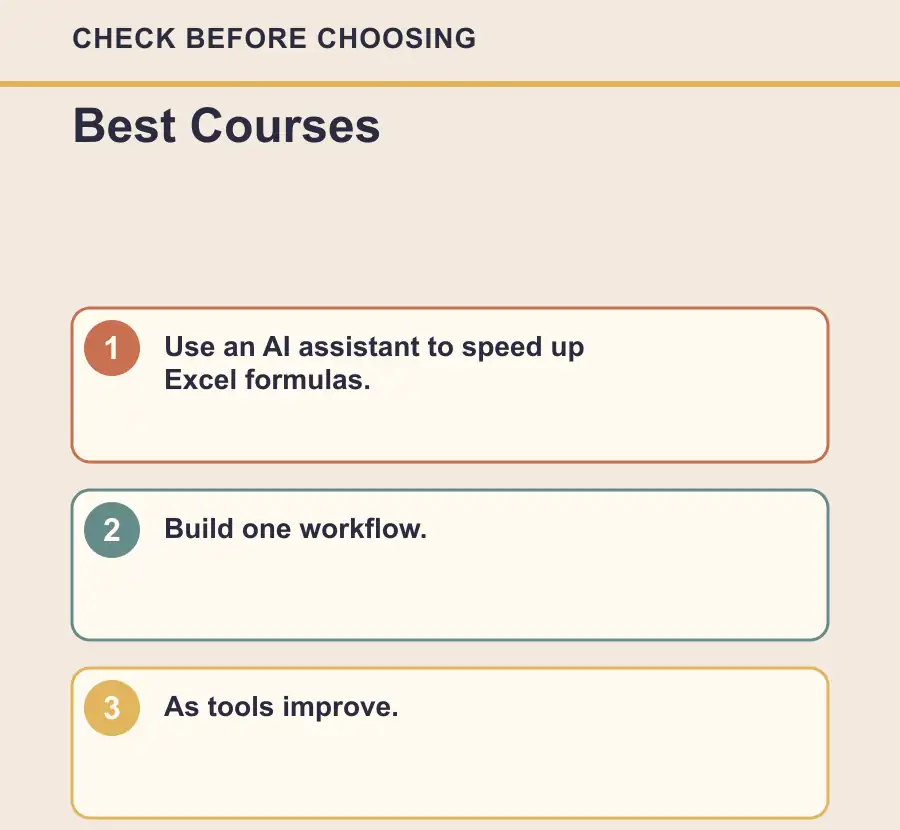 CHECK BEFORE CHOOSING
Best Courses
1
Use an AI assistant to speed up
Excel formulas.
2
Build one workflow.
3
As tools improve.